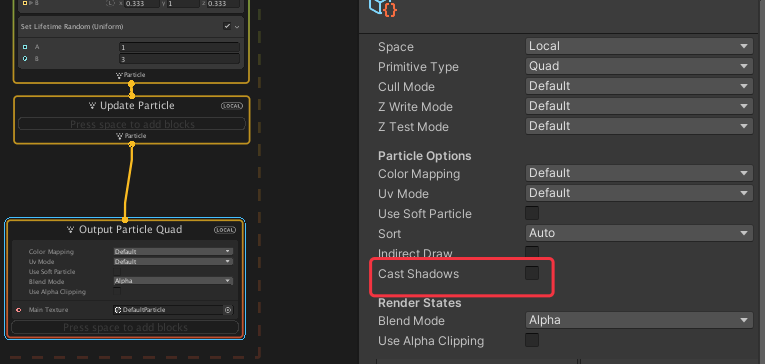 B
(L)
x 0.333
y 1
z 0.333
Set Lifetime Random (Uniform)
A
1
B
3
Particle
Update Particle
LOCAL
Press space to add blocks
Particle
Output Particle Quad
LOCAL
Color Mapping
Default
Uv Mode
Default
Use Soft Particle
Blend Mode
Alpha
Use Alpha Clipping
Main Texture
DefaultParticle
Press space to add blocks
Space
Local
Primitive Type
Quad
Cull Mode
Default
Z Write Mode
Default
Z Test Mode
Default
Particle Options
Color Mapping
Default
Uv Mode
Default
Use Soft Particle
Sort
Auto
Indirect Draw
Cast Shadows
Render States
Blend Mode
Alpha
Use Alpha Clipping